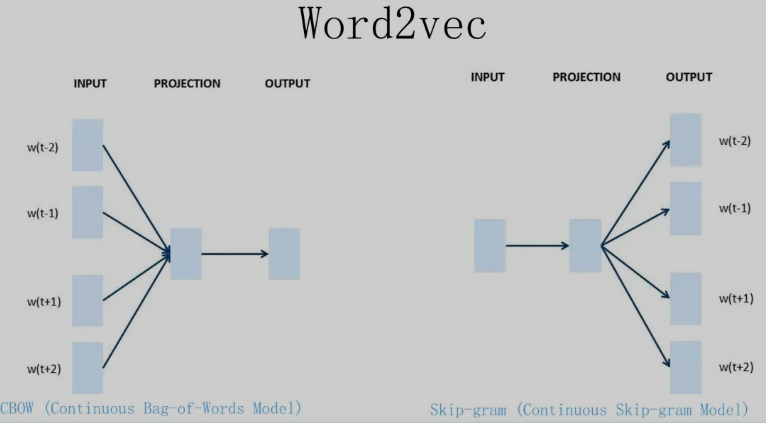 Word2vec
INPUT PROJECTION OUTPUT
w(t-2)
w(t-1)
w(t+1)
w(t+2)
CBOW (Continuous Bag-of-Words Model)
INPUT PROJECTION OUTPUT
w(t-2)
w(t-1)
w(t+1)
w(t+2)
Skip-gram (Continuous Skip-gram Model)